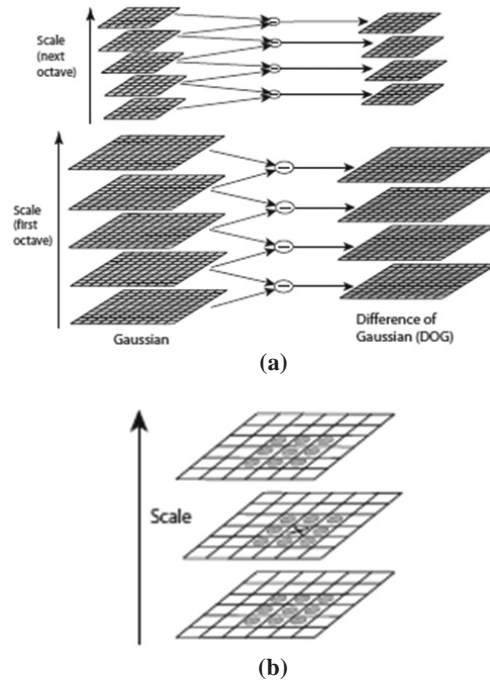 Scale
(next
octave)
Scale
(first
octave)
Gaussian
Difference of
Gaussian (DOG)
(a)
Scale
(b)